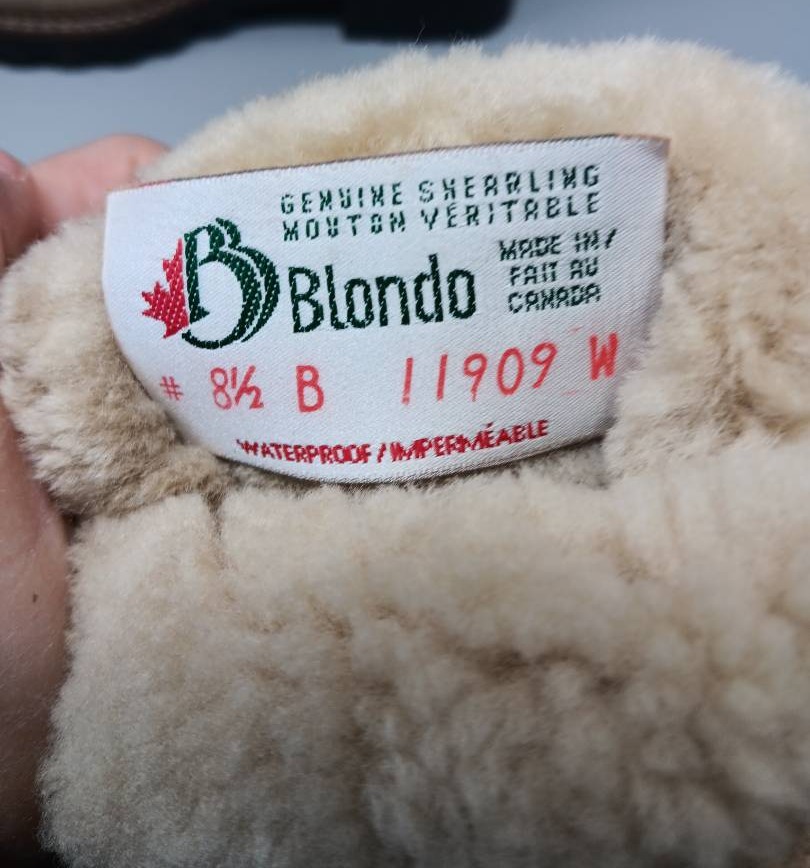 GENUINE SHEARLING
MOUTON VÉRITABLE
B Blondo
MADE IN/
FAIT AU
CANADA
# 8½ B 11909 W
WATERPROOF/IMPERMÉABLE